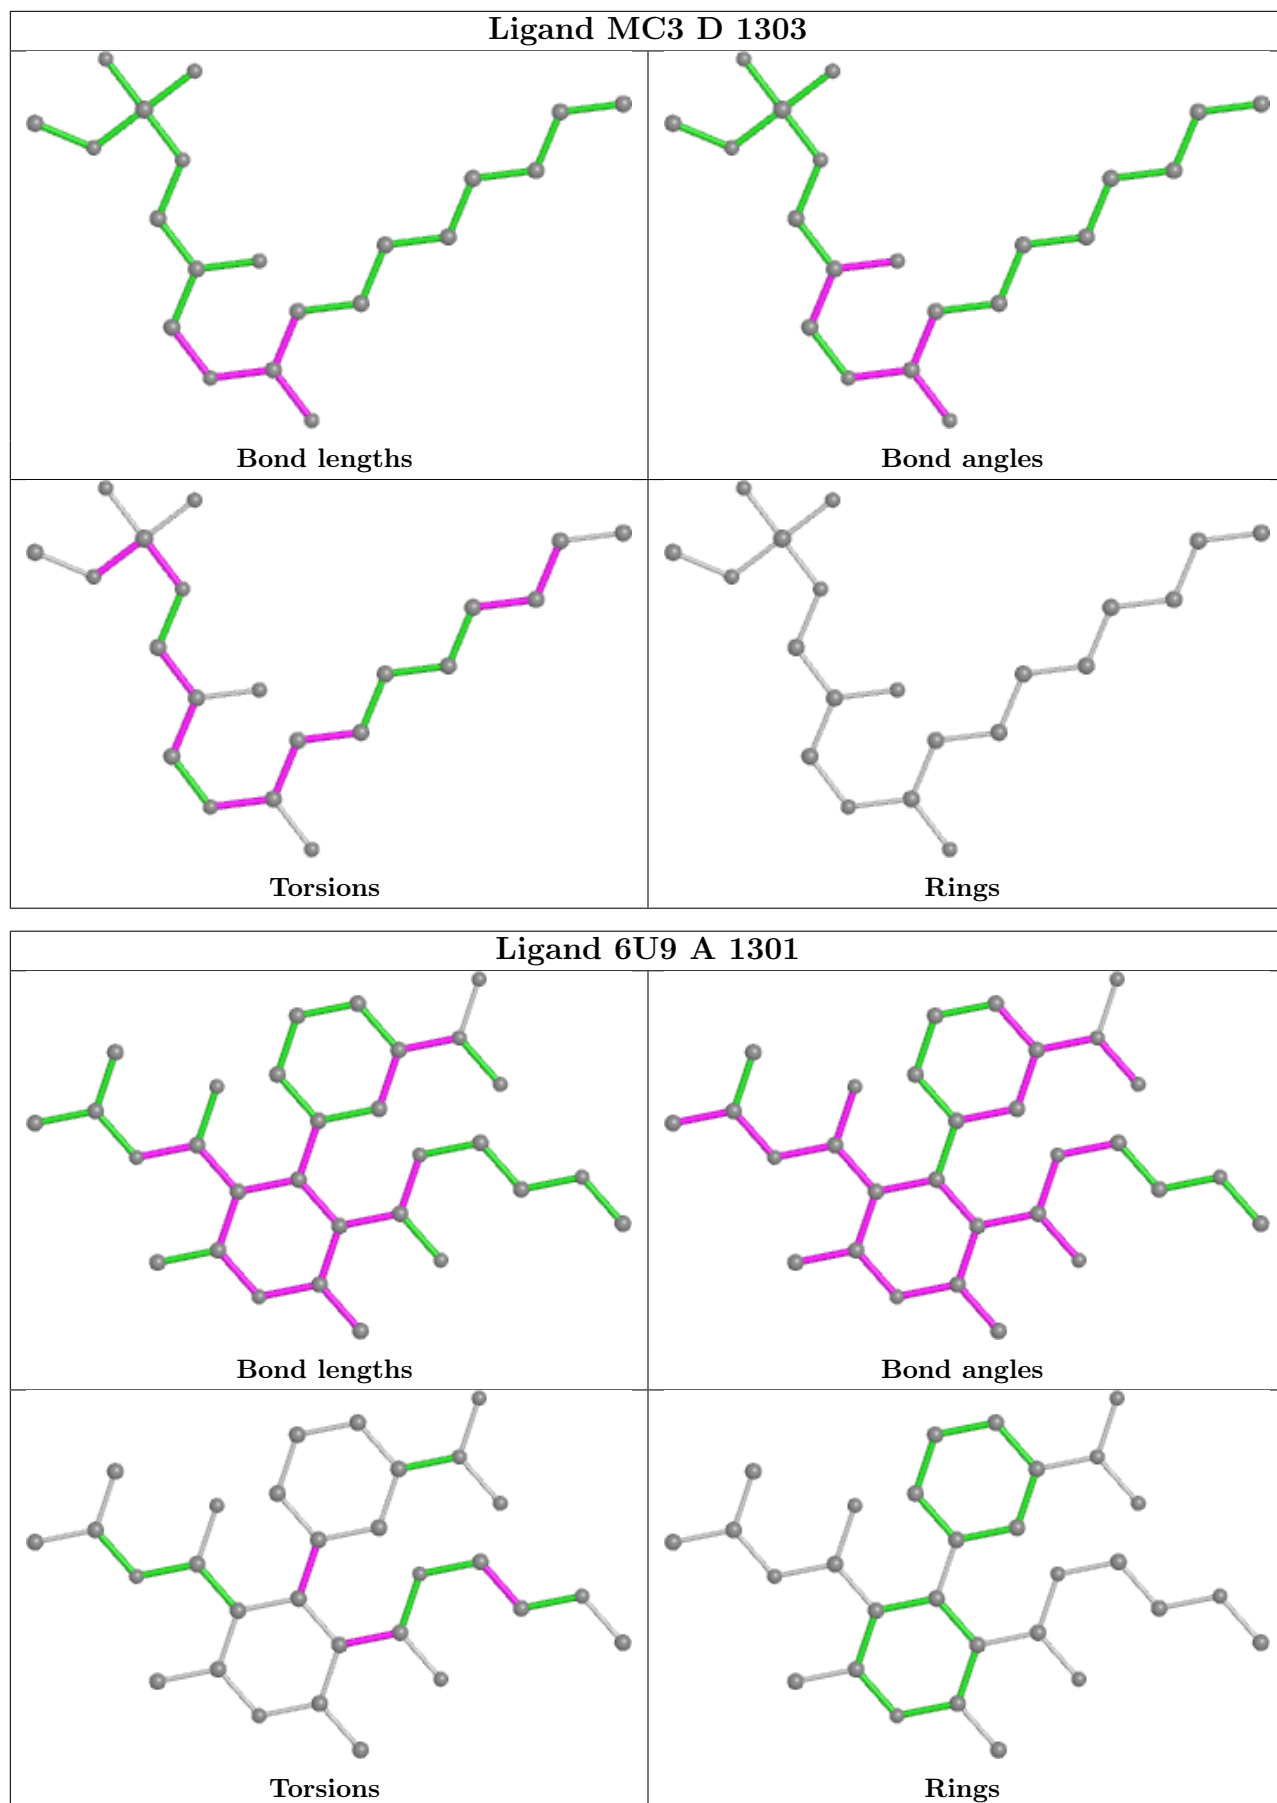 Ligand MC3 D 1303
Bond lengths
Bond angles
Torsions
Rings
Ligand 6U9 A 1301
Bond lengths
Bond angles
Torsions
Rings